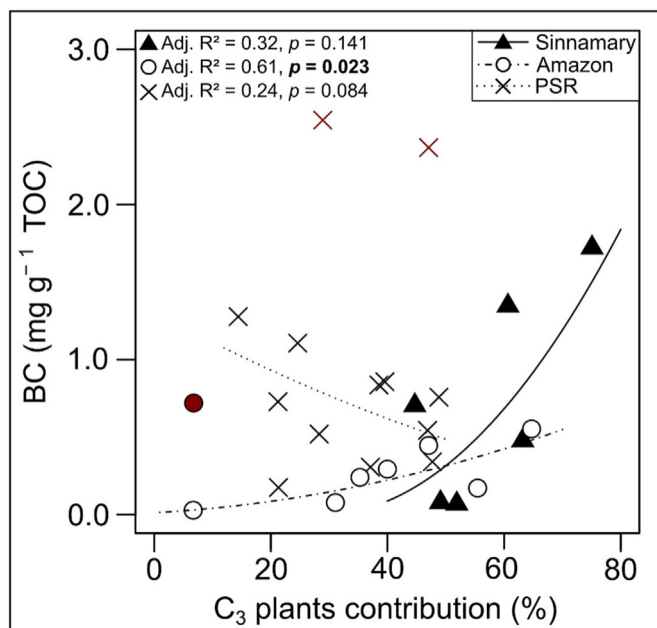 Adj. R² = 0.32, p = 0.141
Adj. R² = 0.61, p = 0.023
Adj. R² = 0.24, p = 0.084
Sinnamary
Amazon
PSR
BC (mg g⁻¹ TOC)
3.0
2.0
1.0
0.0
0 20 40 60 80
C₃ plants contribution (%)